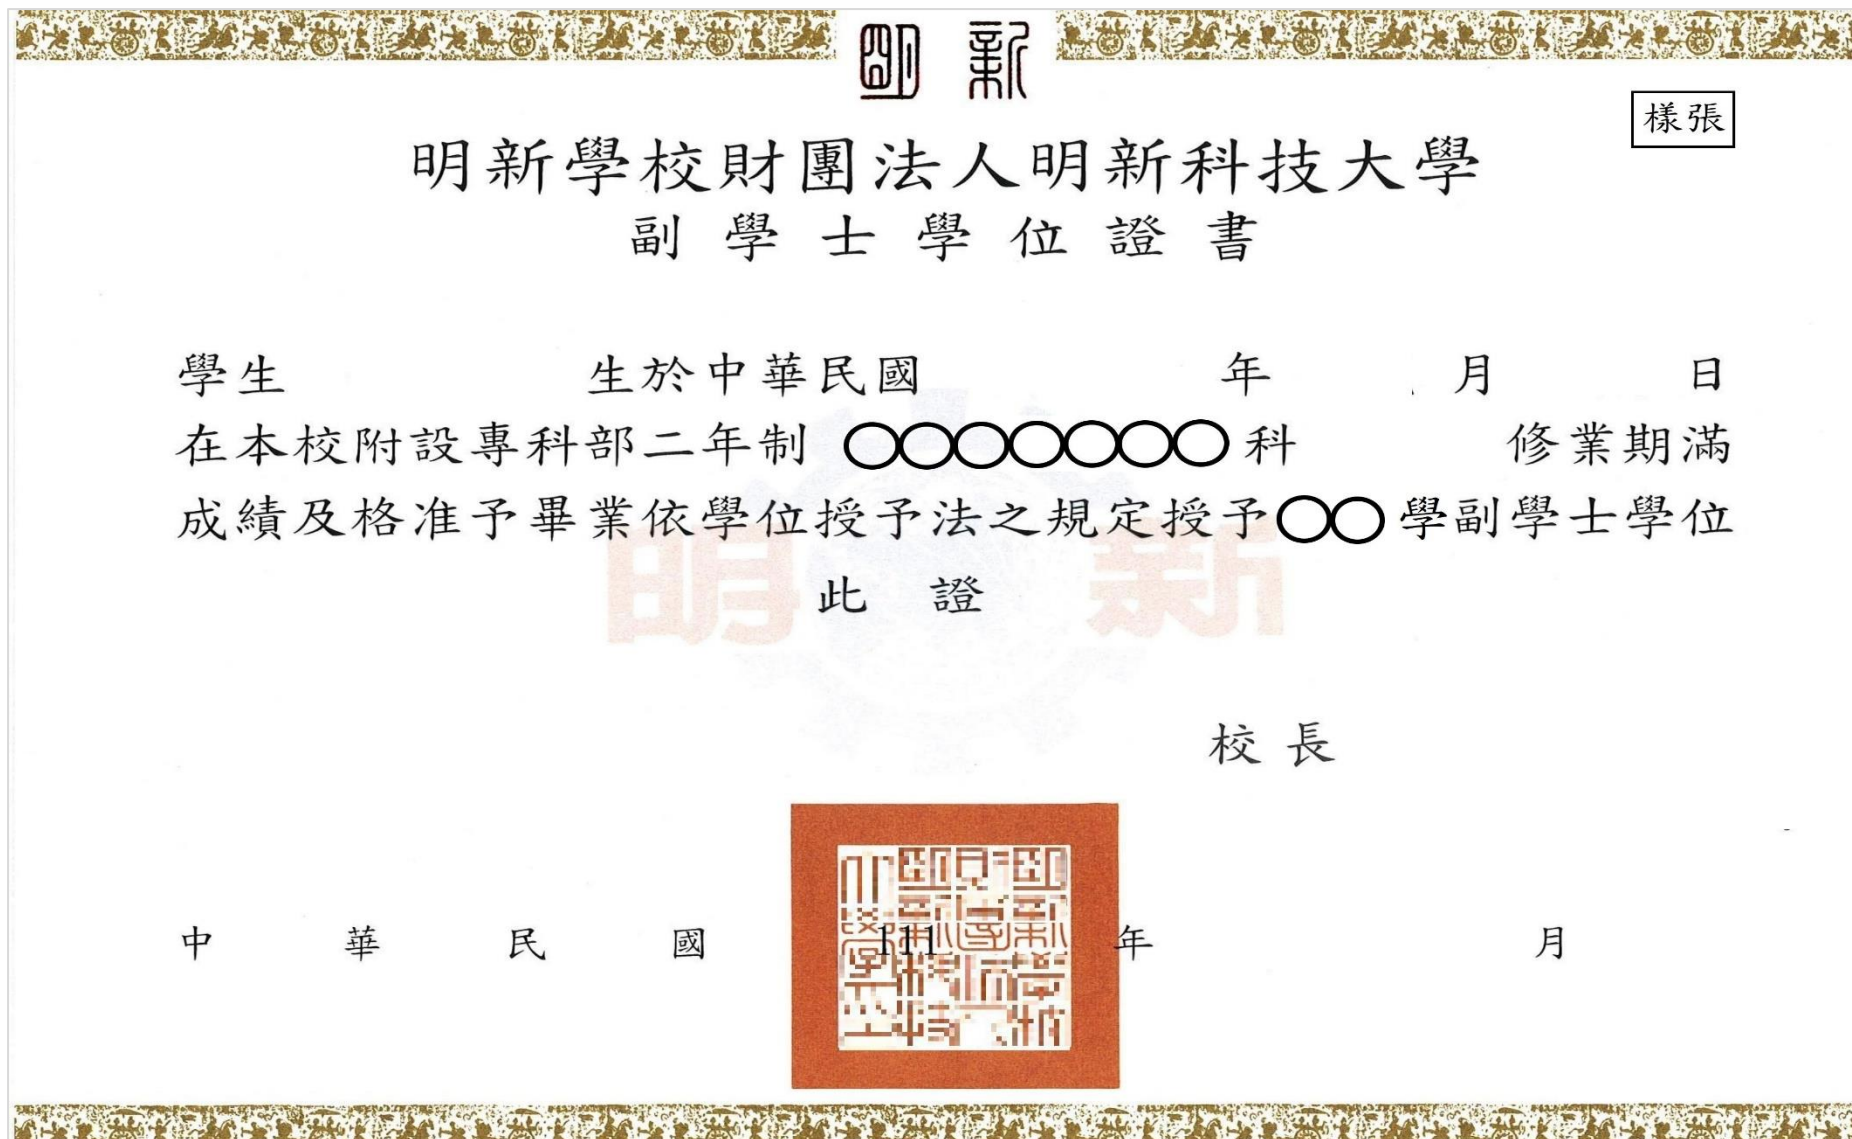 明新
樣張
明新學校財團法人明新科技大學
副學士學位證書
學生 生於中華民國 年 月 日
在本校附設專科部二年制 ○○○○○○○科 修業期滿
成績及格准予畢業依學位授予法之規定授予○○學副學士學位
明新
此 證
校長
中華民國 111 年 月